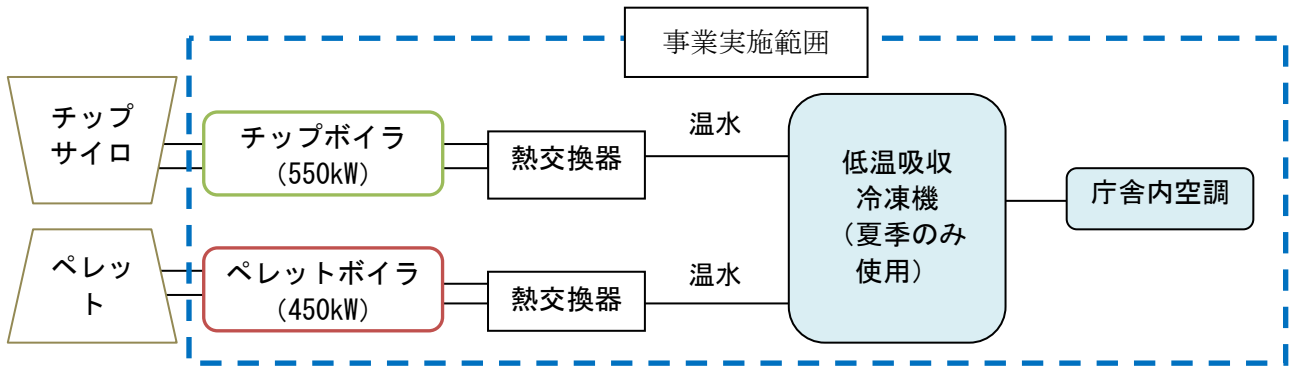 事業実施範囲
チップ
サイロ
チップボイラ
(550kW)
熱交換器
温水
低温吸収
冷凍機
(夏季のみ
使用)
庁舎内空調
ペレッ
ト
ペレットボイラ
(450kW)
熱交換器
温水